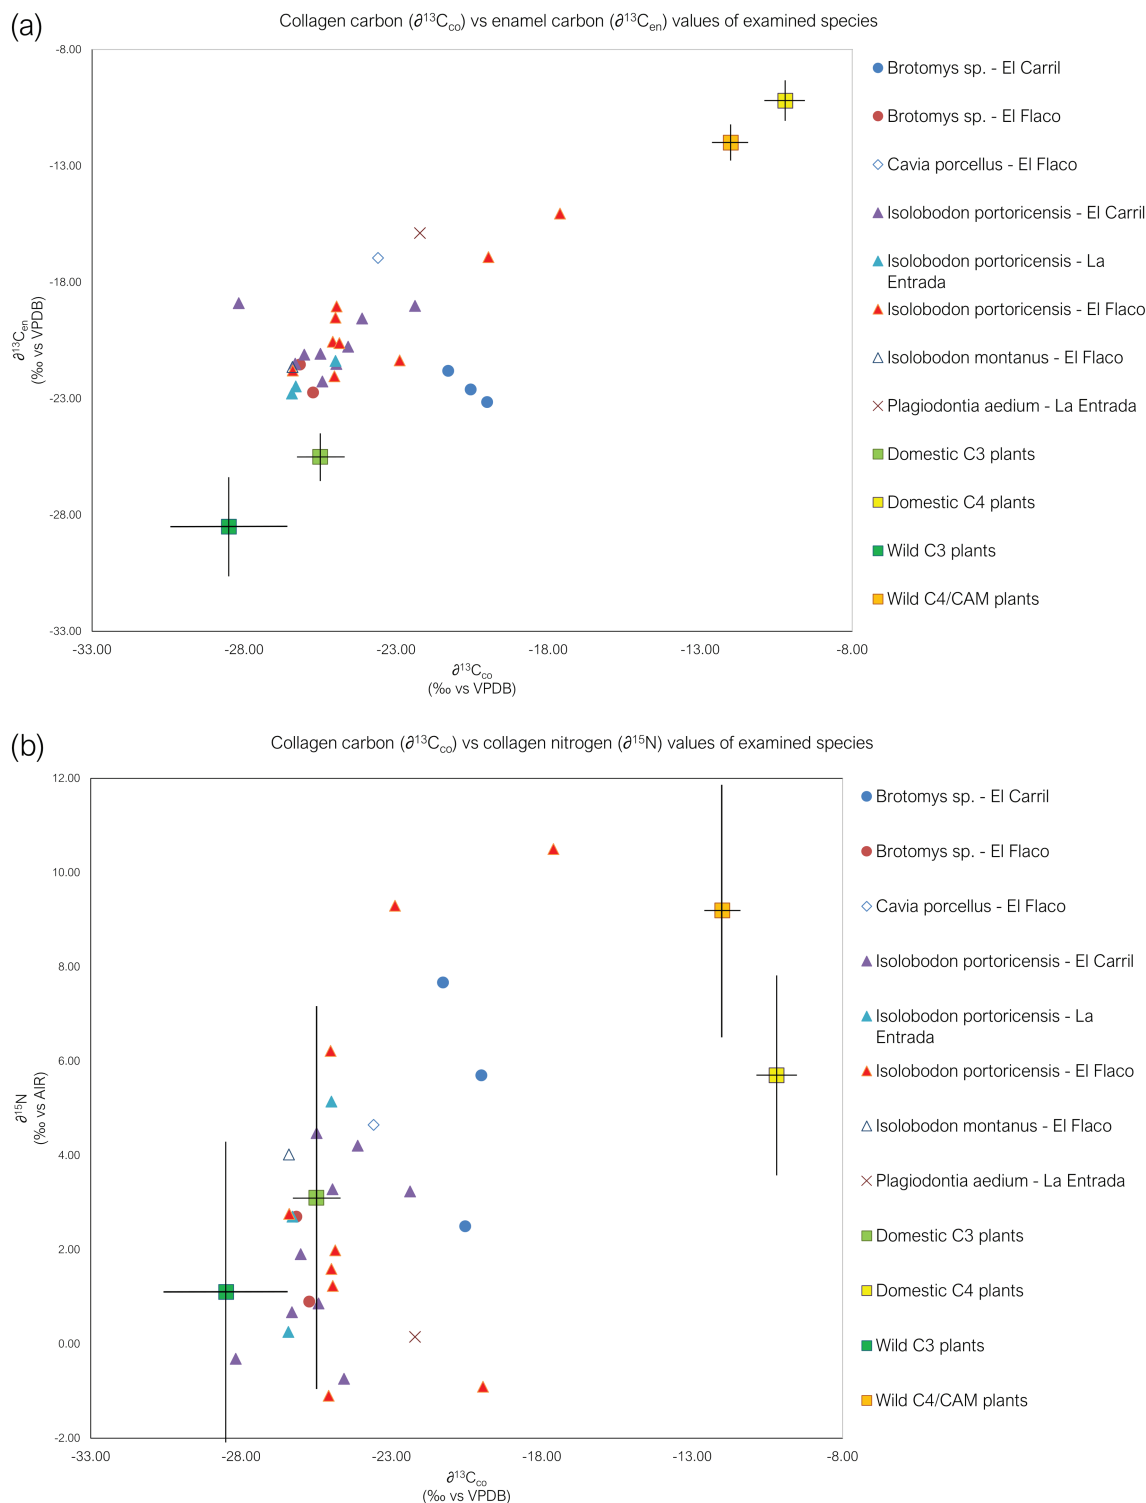 (a)
Collagen carbon (∂¹³Cco) vs enamel carbon (∂¹³Cen) values of examined species
-8.00
-13.00
-18.00
-23.00
-28.00
-33.00
∂¹³Cen
(‰ vs VPDB)
-33.00 -28.00 -23.00 -18.00 -13.00 -8.00
∂¹³Cco
(‰ vs VPDB)
Brotomys sp. - El Carril
Brotomys sp. - El Flaco
Cavia porcellus - El Flaco
Isolobodon portoricensis - El Carril
Isolobodon portoricensis - La
Entrada
Isolobodon portoricensis - El Flaco
Isolobodon montanus - El Flaco
Plagiodontia aedium - La Entrada
Domestic C3 plants
Domestic C4 plants
Wild C3 plants
Wild C4/CAM plants
(b)
Collagen carbon (∂¹³Cco) vs collagen nitrogen (∂¹⁵N) values of examined species
12.00
10.00
8.00
6.00
4.00
2.00
0.00
-2.00
∂¹⁵N
(‰ vs AIR)
-33.00 -28.00 -23.00 -18.00 -13.00 -8.00
∂¹³Cco
(‰ vs VPDB)
Brotomys sp. - El Carril
Brotomys sp. - El Flaco
Cavia porcellus - El Flaco
Isolobodon portoricensis - El Carril
Isolobodon portoricensis - La
Entrada
Isolobodon portoricensis - El Flaco
Isolobodon montanus - El Flaco
Plagiodontia aedium - La Entrada
Domestic C3 plants
Domestic C4 plants
Wild C3 plants
Wild C4/CAM plants